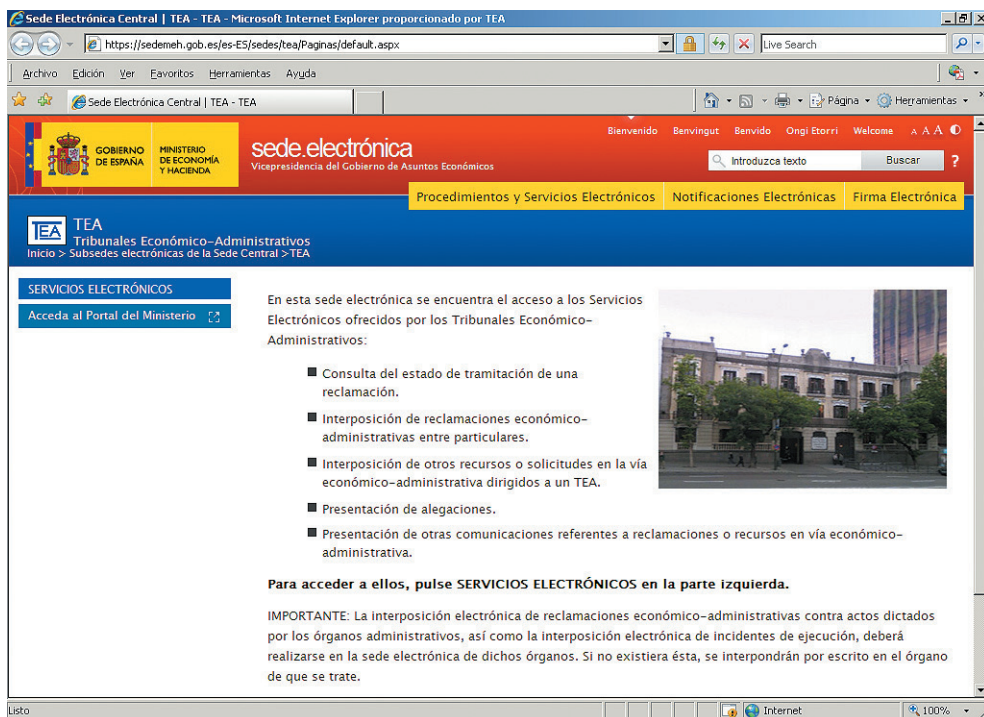 Sede Electrónica Central | TEA - TEA - Microsoft Internet Explorer proporcionado por TEA
https://sedemeh.gob.es/es-ES/sedes/tea/Paginas/default.aspx
Live Search
Archivo Edición Ver Favoritos Herramientas Ayuda
Sede Electrónica Central | TEA - TEA
Página Herramientas
Bienvenido Benvingut Benvido Ongi Etorri Welcome A A A
GOBIERNO DE ESPAÑA
MINISTERIO DE ECONOMÍA Y HACIENDA
sede.electrónica
Vicepresidencia del Gobierno de Asuntos Económicos
Introduzca texto Buscar ?
Procedimientos y Servicios Electrónicos Notificaciones Electrónicas Firma Electrónica
TEA
TEA
Tribunales Económico-Administrativos
Inicio > Subsedes electrónicas de la Sede Central >TEA
SERVICIOS ELECTRÓNICOS
Acceda al Portal del Ministerio
En esta sede electrónica se encuentra el acceso a los Servicios
Electrónicos ofrecidos por los Tribunales Económico-
Administrativos:
Consulta del estado de tramitación de una
reclamación.
Interposición de reclamaciones económico-
administrativas entre particulares.
Interposición de otros recursos o solicitudes en la vía
económico-administrativa dirigidos a un TEA.
Presentación de alegaciones.
Presentación de otras comunicaciones referentes a reclamaciones o recursos en vía económico-
administrativa.
Para acceder a ellos, pulse SERVICIOS ELECTRÓNICOS en la parte izquierda.
IMPORTANTE: La interposición electrónica de reclamaciones económico-administrativas contra actos dictados
por los órganos administrativos, así como la interposición electrónica de incidentes de ejecución, deberá
realizarse en la sede electrónica de dichos órganos. Si no existiera ésta, se interpondrán por escrito en el órgano
de que se trate.
Listo Internet 100%